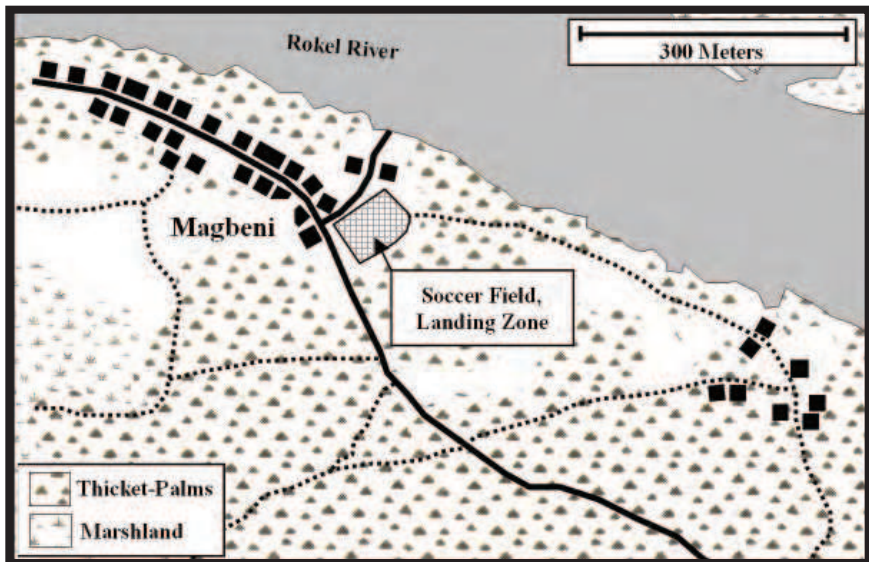 Rokel River
300 Meters
Magbeni
Soccer Field,
Landing Zone
Thicket-Palms
Marshland